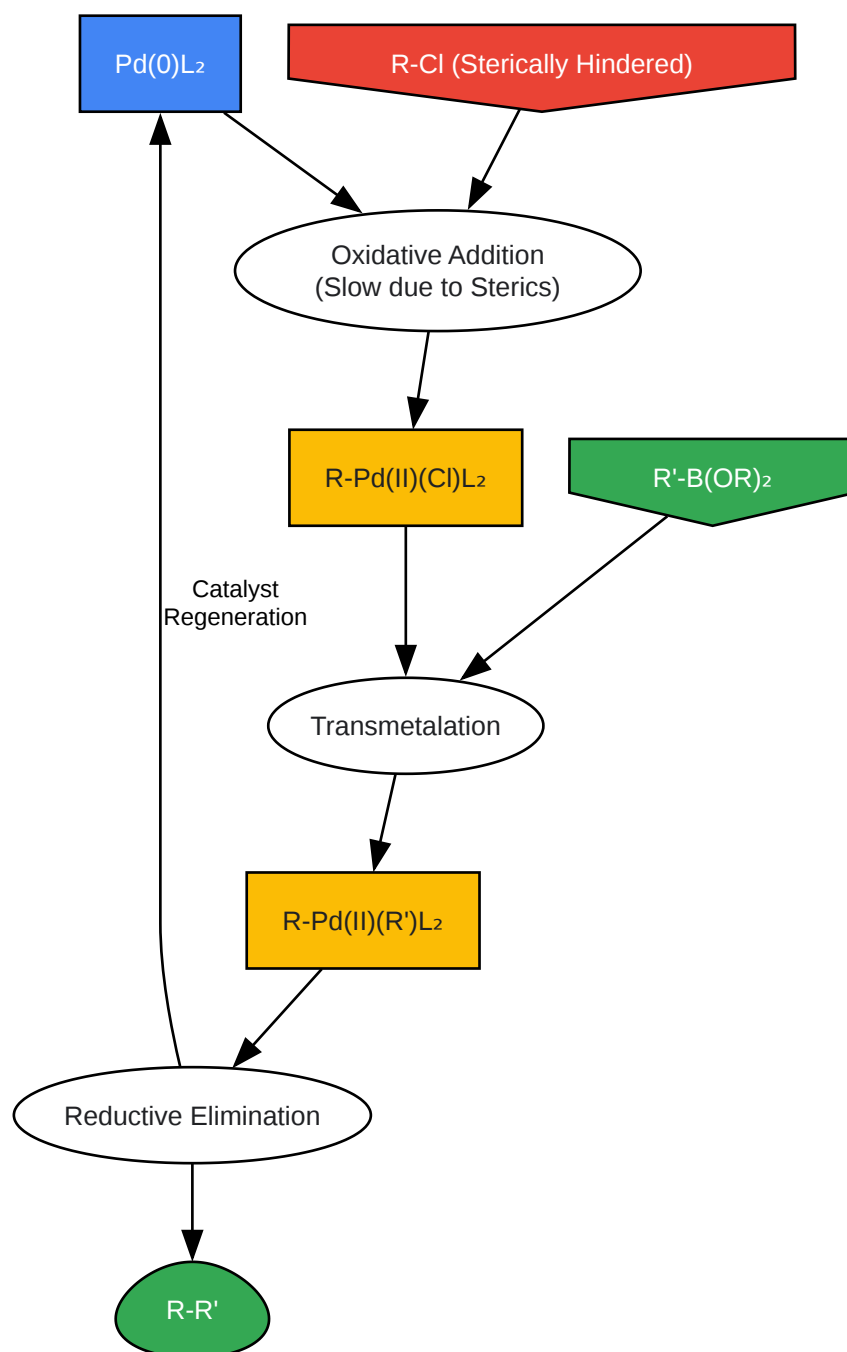 Pd(0)L₂
R-Cl (Sterically Hindered)
Oxidative Addition
(Slow due to Sterics)
R-Pd(II)(Cl)L₂
R'-B(OR)₂
Catalyst
Regeneration
Transmetalation
R-Pd(II)(R')L₂
Reductive Elimination
R-R'